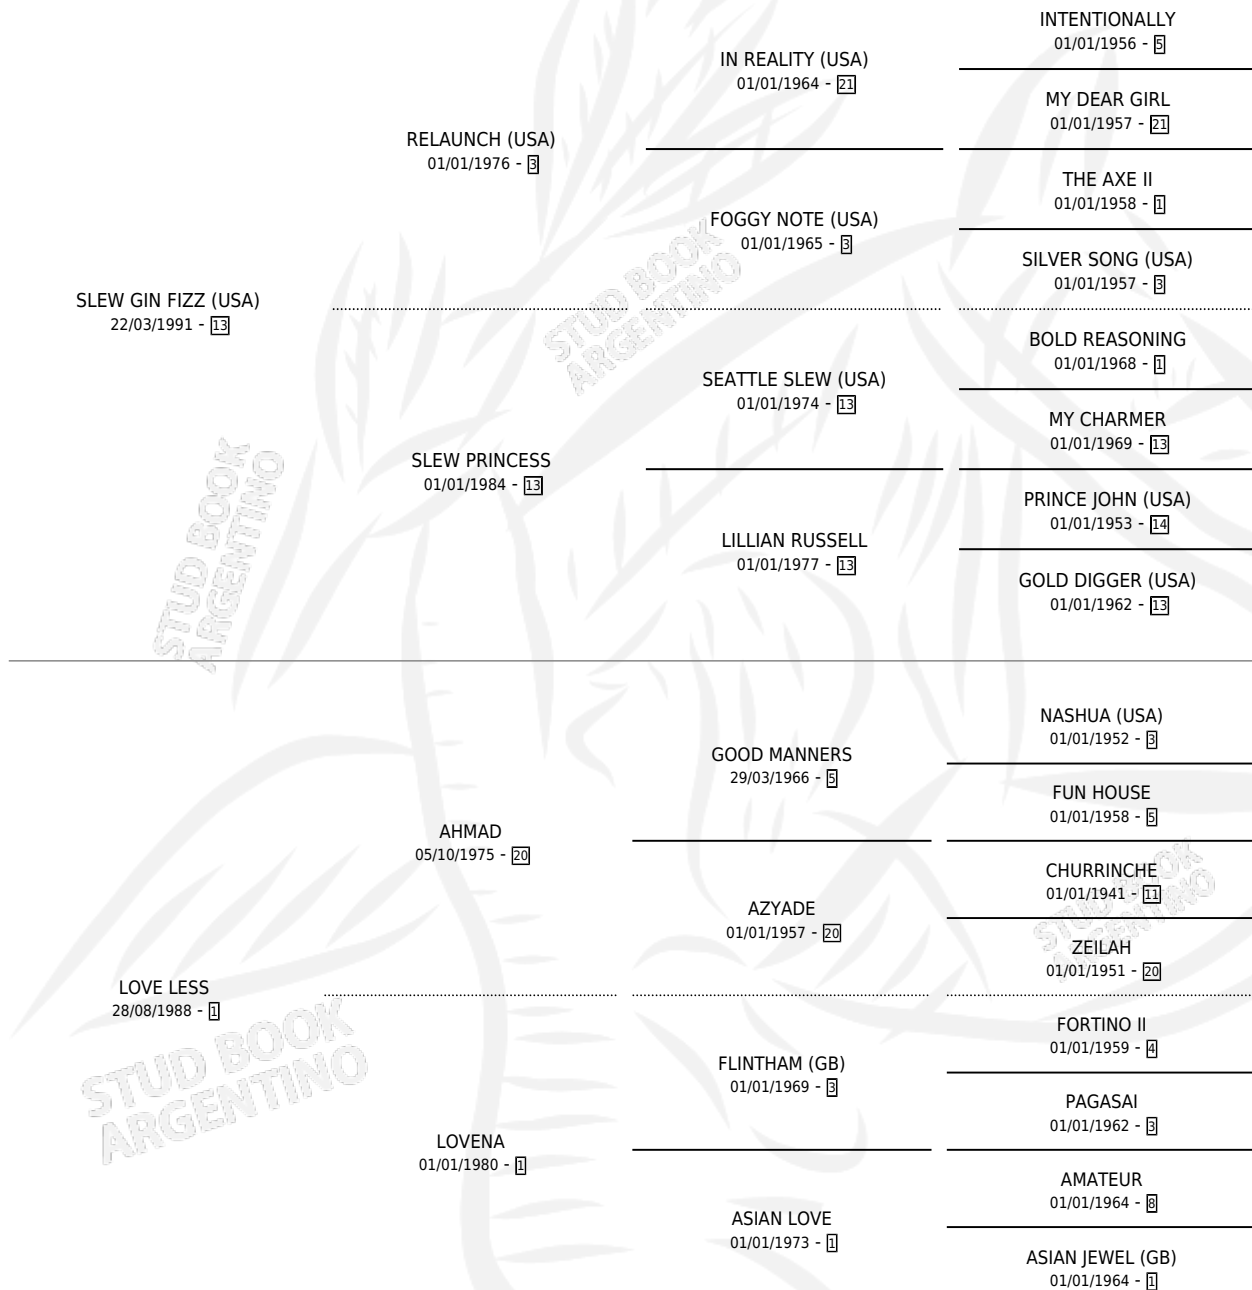 INTENTIONALLY
01/01/1956 - 5
IN REALITY (USA)
01/01/1964 - 21
MY DEAR GIRL
01/01/1957 - 21
RELAUNCH (USA)
01/01/1976 - 3
THE AXE II
01/01/1958 - 1
FOGGY NOTE (USA)
01/01/1965 - 3
SILVER SONG (USA)
01/01/1957 - 3
SLEW GIN FIZZ (USA)
22/03/1991 - 13
BOLD REASONING
01/01/1968 - 1
SEATTLE SLEW (USA)
01/01/1974 - 13
MY CHARMER
01/01/1969 - 13
SLEW PRINCESS
01/01/1984 - 13
PRINCE JOHN (USA)
01/01/1953 - 14
LILLIAN RUSSELL
01/01/1977 - 13
GOLD DIGGER (USA)
01/01/1962 - 13
NASHUA (USA)
01/01/1952 - 3
GOOD MANNERS
29/03/1966 - 5
FUN HOUSE
01/01/1958 - 5
AHMAD
05/10/1975 - 20
CHURRINCHE
01/01/1941 - 11
AZYADE
01/01/1957 - 20
ZEILAH
01/01/1951 - 20
LOVE LESS
28/08/1988 - 1
FORTINO II
01/01/1959 - 4
FLINTHAM (GB)
01/01/1969 - 3
PAGASAI
01/01/1962 - 3
LOVENA
01/01/1980 - 1
AMATEUR
01/01/1964 - 8
ASIAN LOVE
01/01/1973 - 1
ASIAN JEWEL (GB)
01/01/1964 - 1
STUD BOOK
ARGENTINO
STUD BOOK
ARGENTINO
STUD BOOK
ARGENTINO
STUD BOOK
ARGENTINO